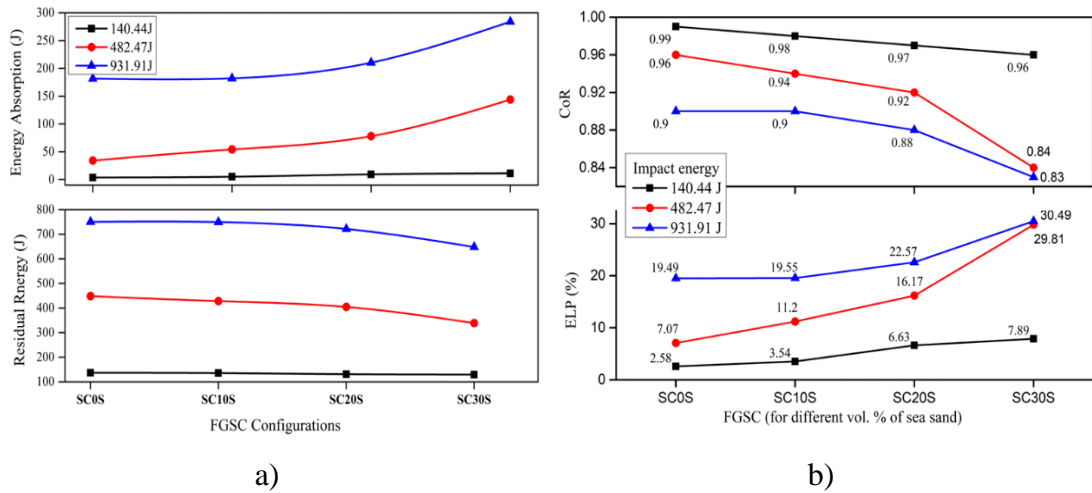 300
250
200
150
100
50
0
Energy Absorption (J)
140.44J
482.47J
931.91J
800
700
600
500
400
300
200
100
Residual Rnergy (J)
SC0S SC10S SC20S SC30S
FGSC Configurations
a)
1.00
0.96
0.92
0.88
0.84
CoR
0.99 0.98 0.97 0.96
0.96 0.94 0.92 0.84
0.9 0.9 0.88 0.83
Impact energy
140.44 J
482.47 J
931.91 J
30
20
10
0
ELP (%)
19.49 19.55 22.57 30.49
7.07 11.2 16.17 29.81
2.58 3.54 6.63 7.89
SC0S SC10S SC20S SC30S
FGSC (for different vol. % of sea sand)
b)